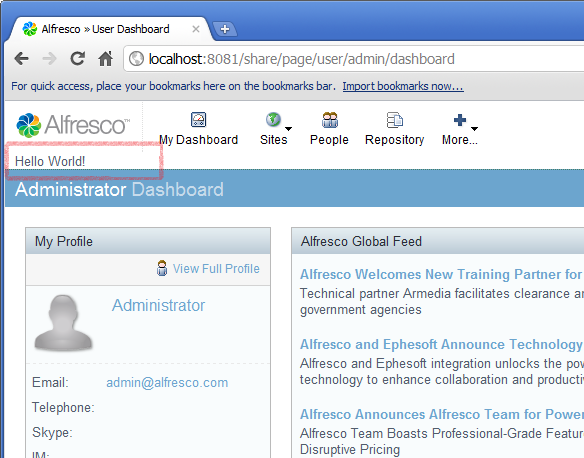 Alfresco » User Dashboard
localhost:8081/share/page/user/admin/dashboard
For quick access, place your bookmarks here on the bookmarks bar. Import bookmarks now...
Alfresco™
My Dashboard Sites People Repository More...
Hello World!
Administrator Dashboard
My Profile
View Full Profile
Administrator
Email: admin@alfresco.com
Telephone:
Skype:
IM:
Alfresco Global Feed
Alfresco Welcomes New Training Partner for
Technical partner Armedia facilitates clearance an
government agencies
Alfresco and Ephesoft Announce Technology
Alfresco and Ephesoft integration unlocks the pow
technology to enhance collaboration and productiv
Alfresco Announces Alfresco Team for Power
Alfresco Team Boasts Professional-Grade Feature
Disruptive Pricing